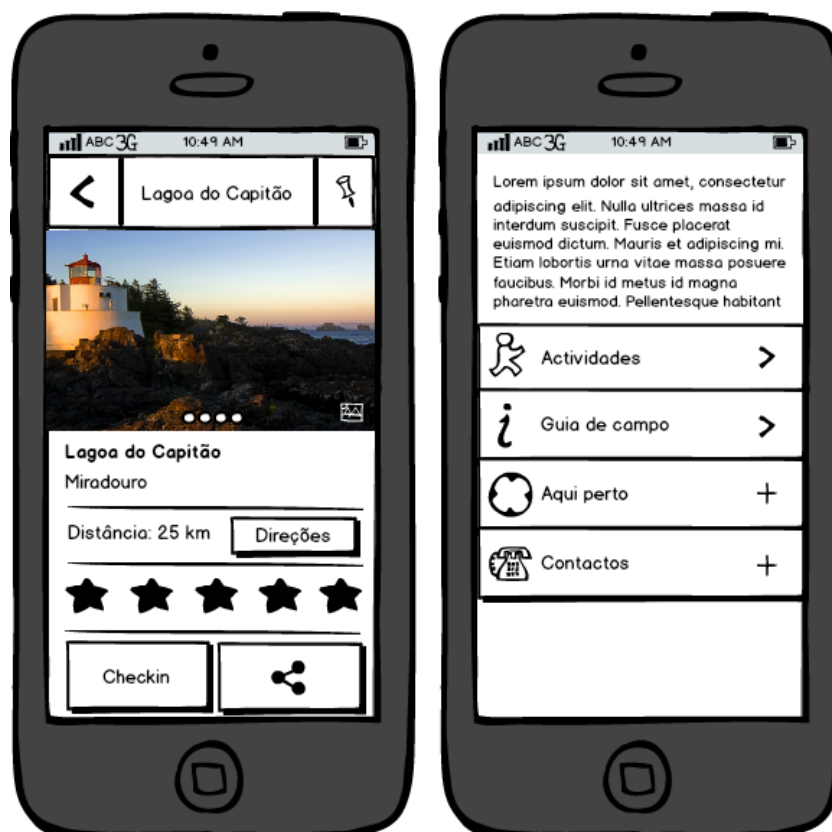 ABC 3G 10:49 AM
Lagoa do Capitão
Lagoa do Capitão
Miradouro
Distância: 25 km Direções
Checkin
ABC 3G 10:49 AM
Lorem ipsum dolor sit amet, consectetur
adipiscing elit. Nulla ultrices massa id
interdum suscipit. Fusce placerat
euismod dictum. Mauris et adipiscing mi.
Etiam lobortis urna vitae massa posuere
faucibus. Morbi id metus id magna
pharetra euismod. Pellentesque habitant
Actividades
Guia de campo
Aqui perto
Contactos